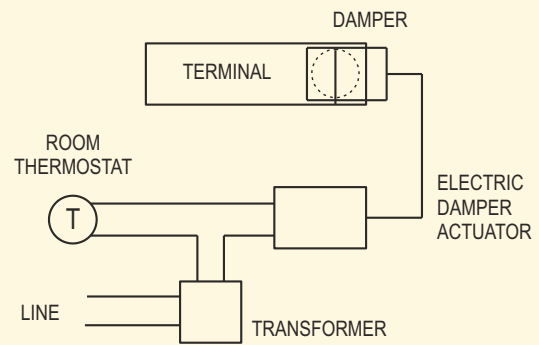 DAMPER
TERMINAL
ROOM
THERMOSTAT
T
ELECTRIC
DAMPER
ACTUATOR
LINE
TRANSFORMER